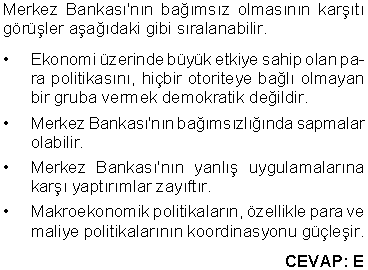 Merkez Bankası'nın bağımsız olmasının karşıtı
görüşler aşağıdaki gibi sıralanabilir.
• Ekonomi üzerinde büyük etkiye sahip olan pa-
ra politikasını, hiçbir otoriteye bağlı olmayan
bir gruba vermek demokratik değildir.
• Merkez Bankası'nın bağımsızlığında sapmalar
olabilir.
• Merkez Bankası'nın yanlış uygulamalarına
karşı yaptırımlar zayıftır.
• Makroekonomik politikaların, özellikle para ve
maliye politikalarının koordinasyonu güçleşir.
CEVAP: E